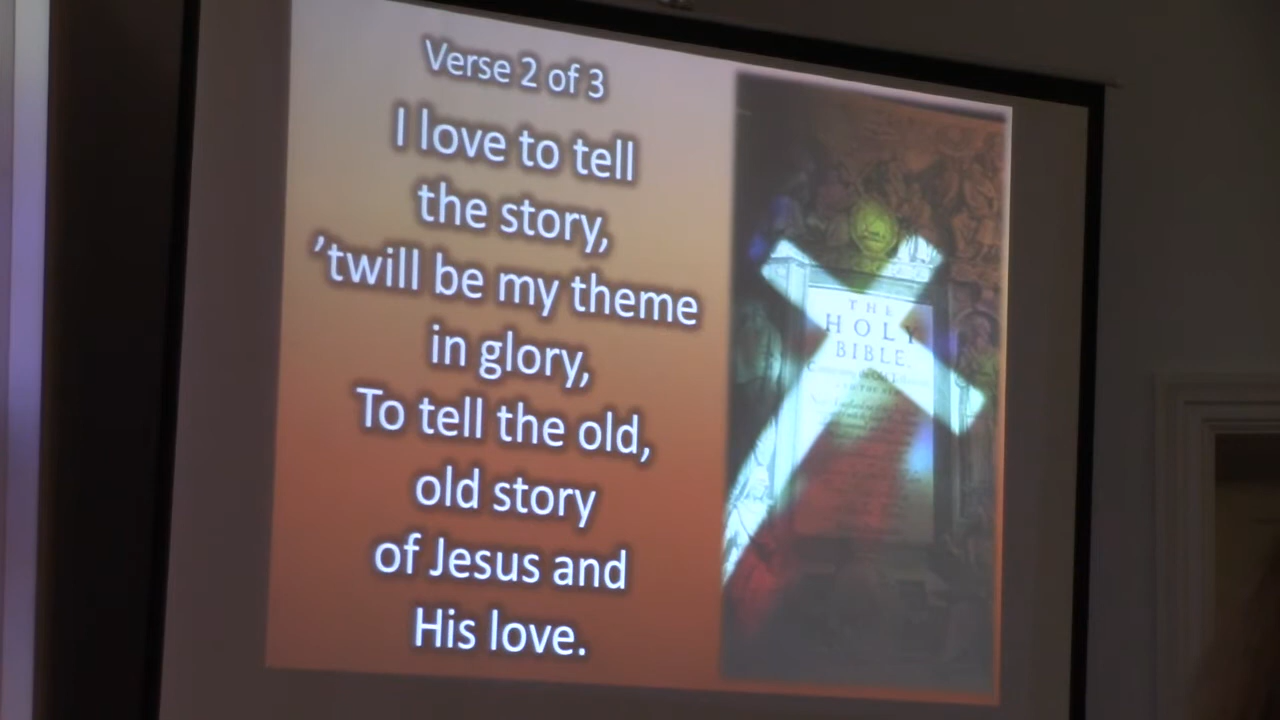 Verse 2 of 3
I love to tell
the story,
’twill be my theme
in glory,
To tell the old,
old story
of Jesus and
His love.
THE
HOLY
BIBLE